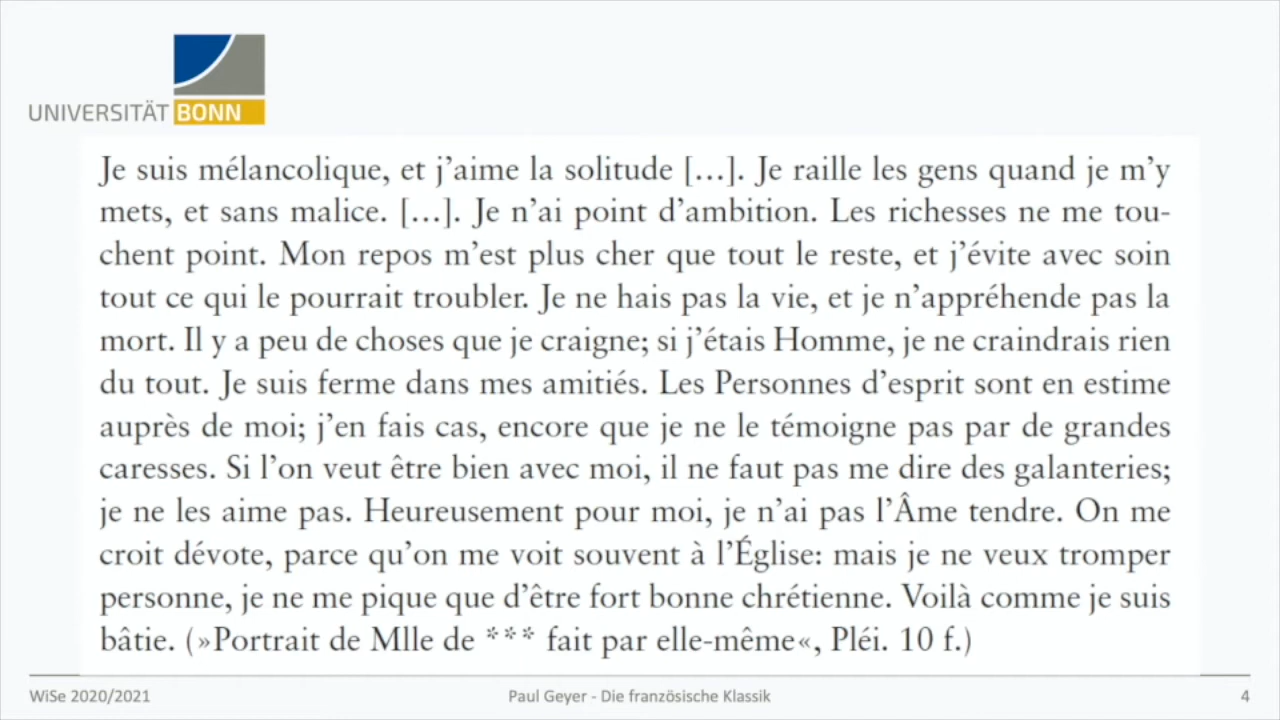 UNIVERSITÄT BONN
Je suis mélancolique, et j’aime la solitude […]. Je raille les gens quand je m’y
mets, et sans malice. […]. Je n’ai point d’ambition. Les richesses ne me tou-
chent point. Mon repos m’est plus cher que tout le reste, et j’évite avec soin
tout ce qui le pourrait troubler. Je ne hais pas la vie, et je n’appréhende pas la
mort. Il y a peu de choses que je craigne; si j’étais Homme, je ne craindrais rien
du tout. Je suis ferme dans mes amitiés. Les Personnes d’esprit sont en estime
auprès de moi; j’en fais cas, encore que je ne le témoigne pas par de grandes
caresses. Si l’on veut être bien avec moi, il ne faut pas me dire des galanteries;
je ne les aime pas. Heureusement pour moi, je n’ai pas l’Âme tendre. On me
croit dévote, parce qu’on me voit souvent à l’Église: mais je ne veux tromper
personne, je ne me pique que d’être fort bonne chrétienne. Voilà comme je suis
bâtie. (»Portrait de Mlle de *** fait par elle-même«, Pléi. 10 f.)
WiSe 2020/2021
Paul Geyer - Die französische Klassik
4